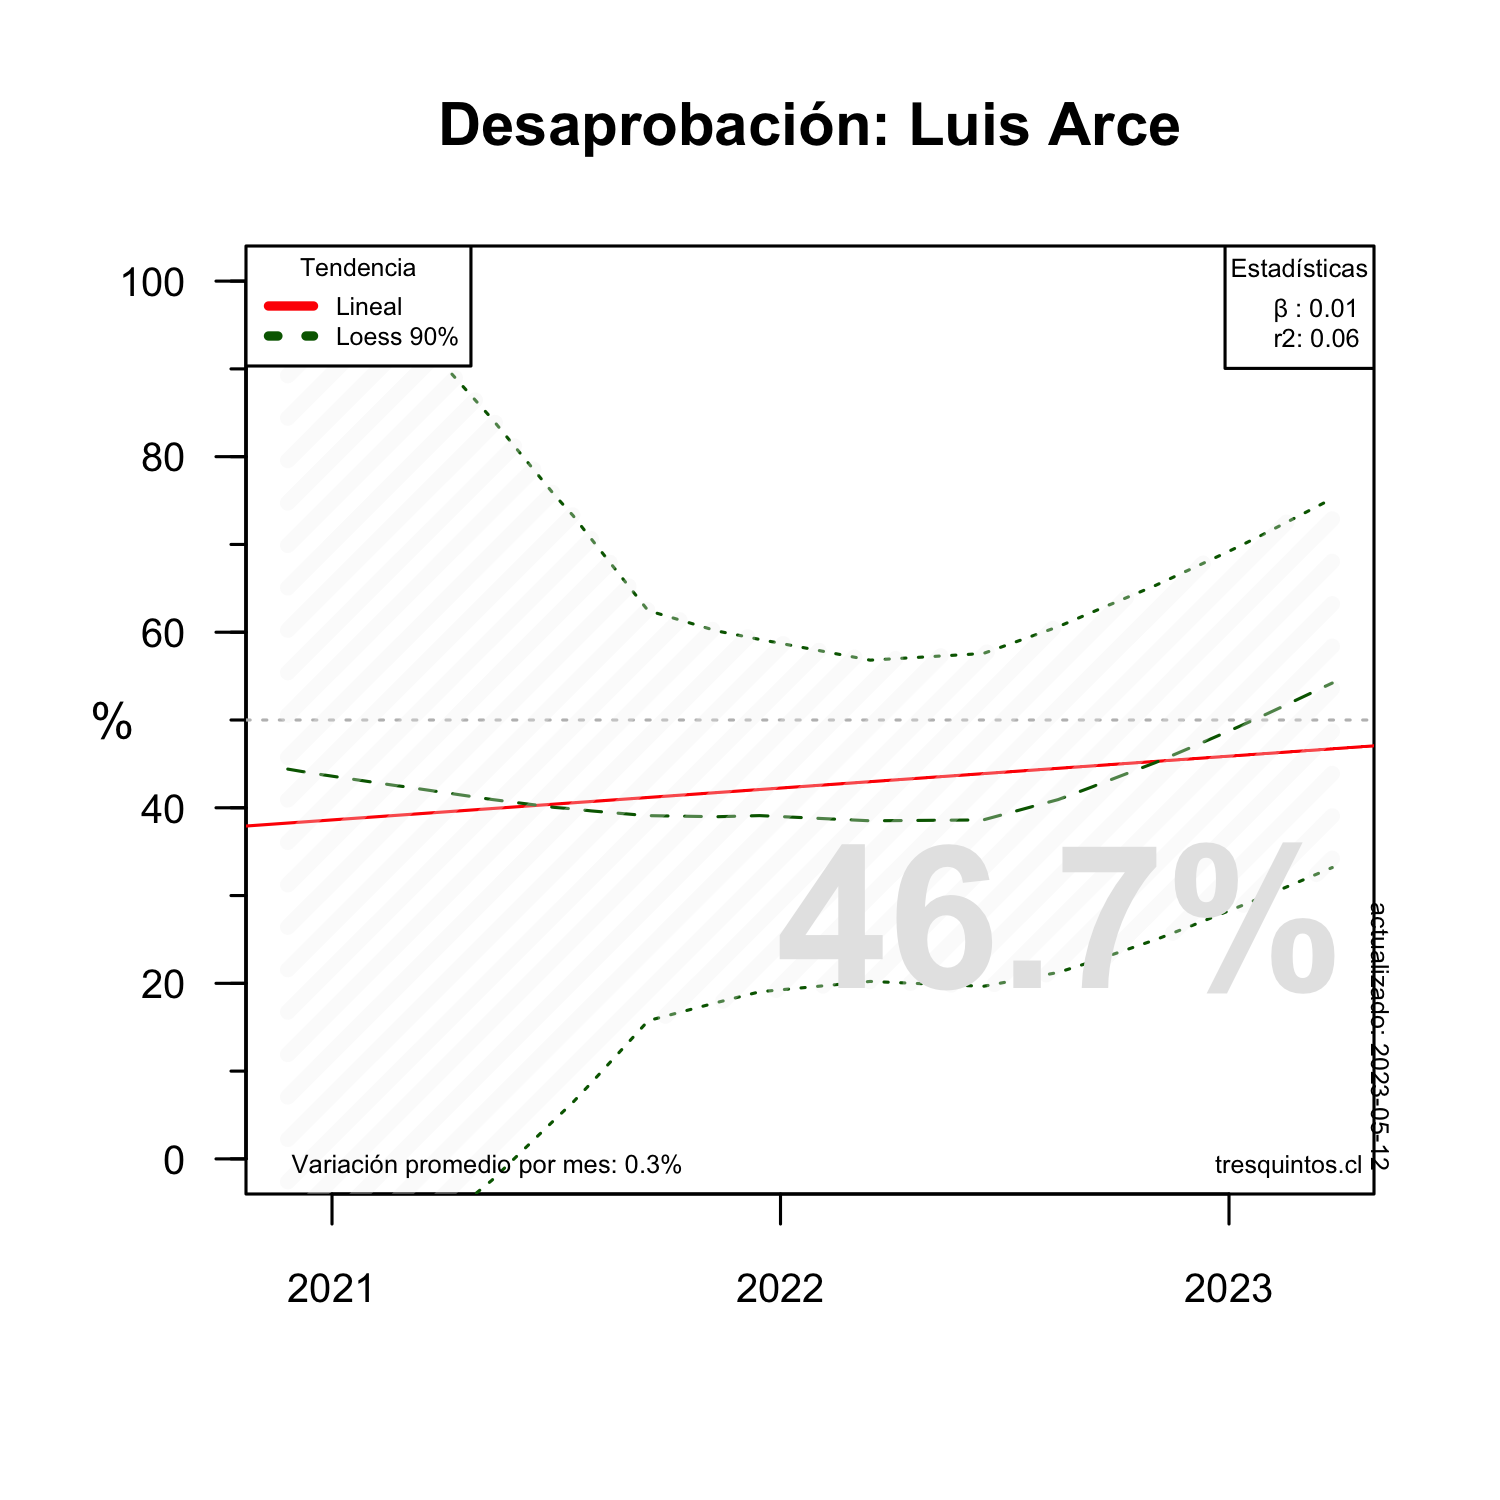 Desaprobación: Luis Arce
Tendencia
Lineal
Loess 90%
Estadísticas
β : 0.01
r2: 0.06
100
80
60
%
40
20
0
46.7%
actualizado: 2023-05-12
Variación promedio por mes: 0.3%
tresquintos.cl
2021
2022
2023